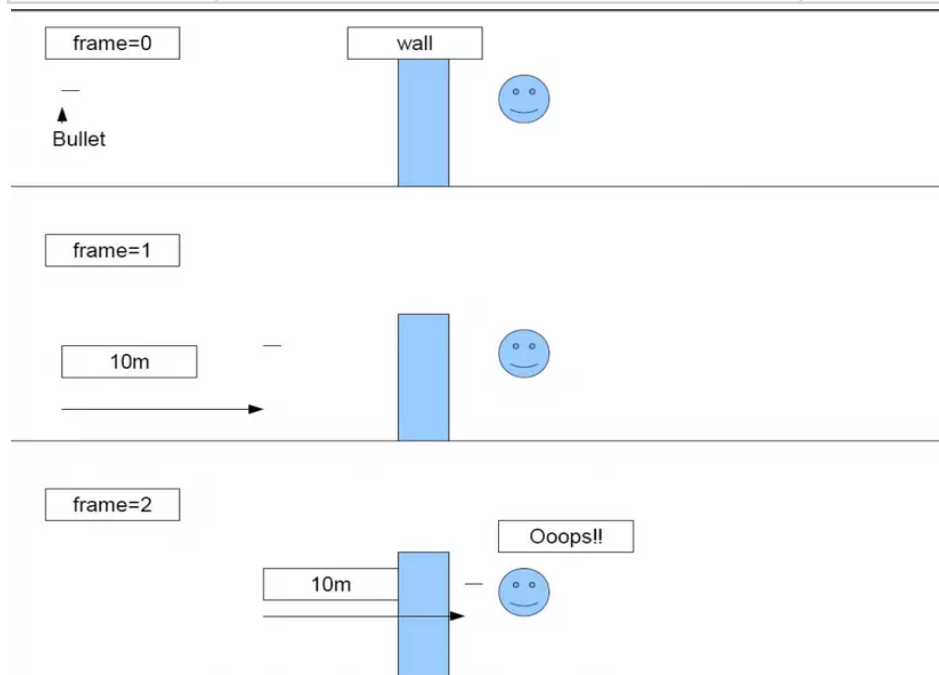 frame=0
wall
Bullet
frame=1
10m
frame=2
Ooops!!
10m